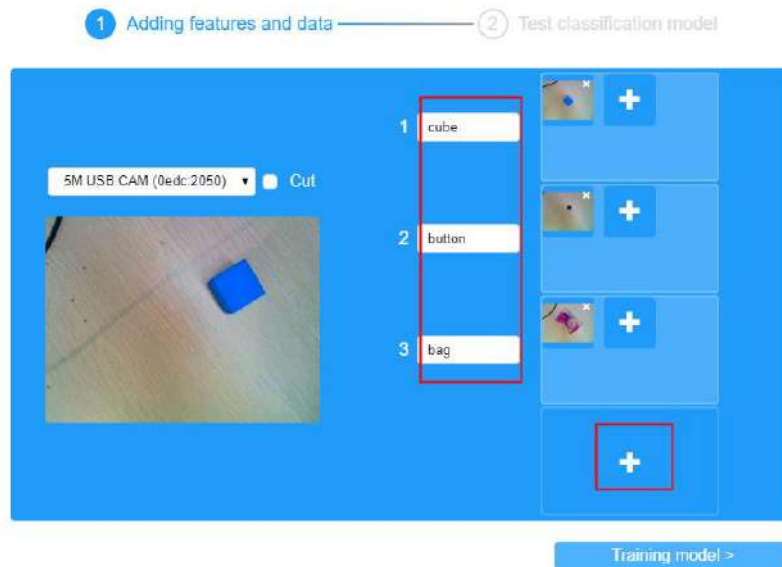 1 Adding features and data
2 Test classification model
5M USB CAM (0edc:2050)
Cut
1 cube
2 button
3 bag
Training model >